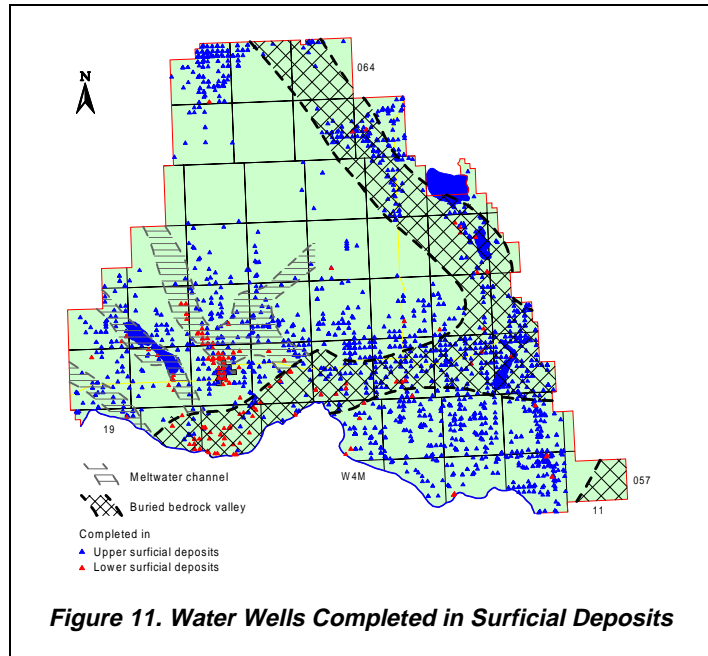 N
064
19
W4M
057
11
Meltwater channel
Buried bedrock valley
Completed in
Upper surficial deposits
Lower surficial deposits
Figure 11. Water Wells Completed in Surficial Deposits